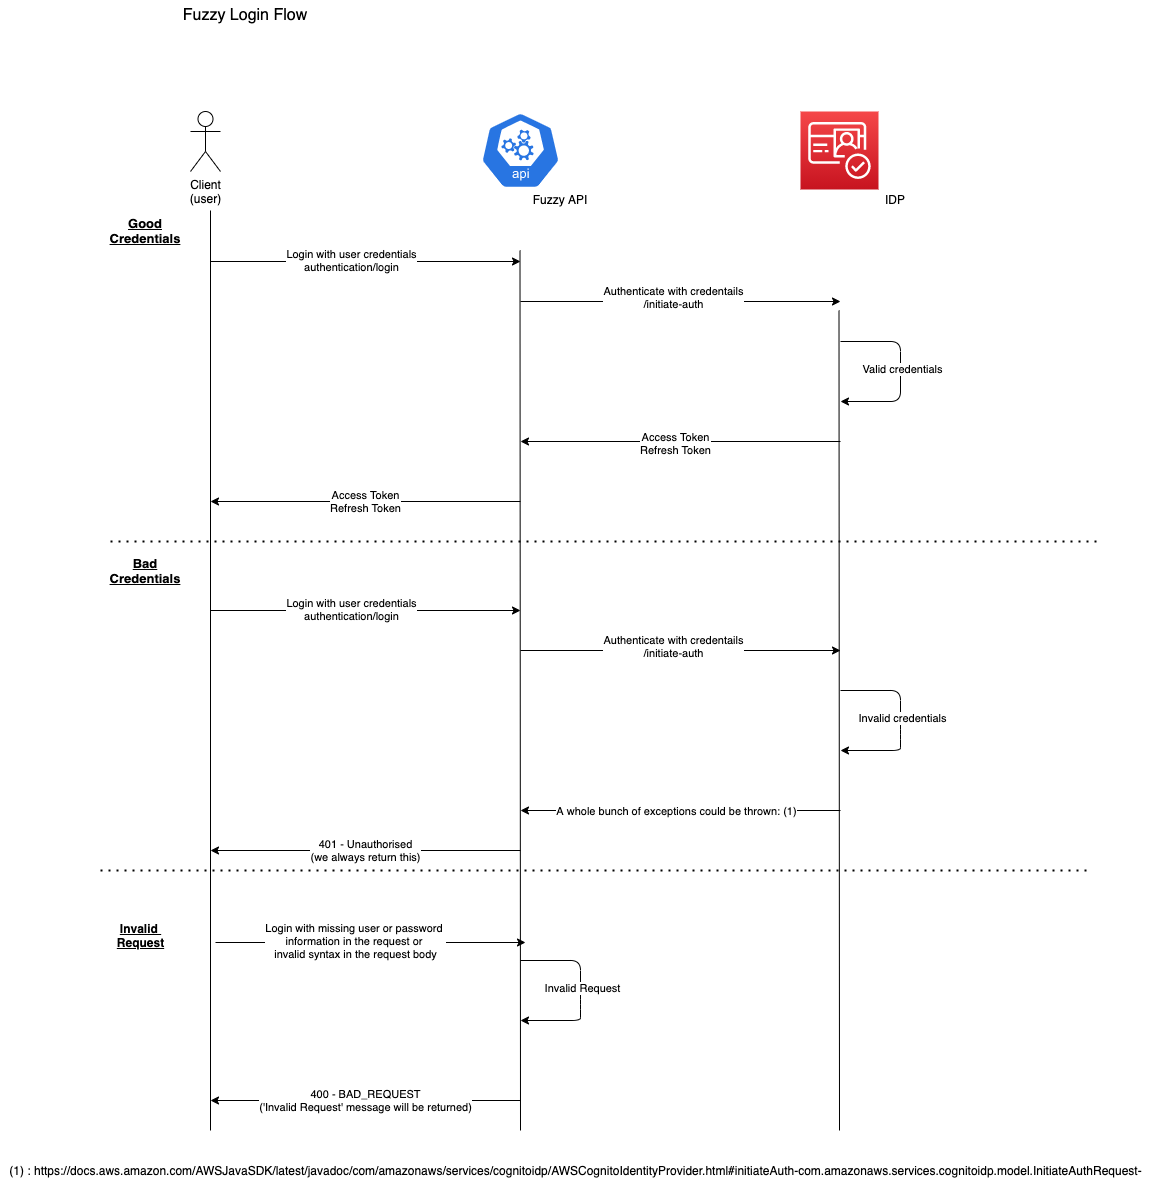 Fuzzy Login Flow
api
Client
(user)
Fuzzy API
IDP
Good
Credentials
Login with user credentials
authentication/login
Authenticate with credentails
/initiate-auth
Valid credentials
Access Token
Refresh Token
Access Token
Refresh Token
Bad
Credentials
Login with user credentials
authentication/login
Authenticate with credentails
/initiate-auth
Invalid credentials
A whole bunch of exceptions could be thrown: (1)
401 - Unauthorised
(we always return this)
Invalid
Request
Login with missing user or password
information in the request or
invalid syntax in the request body
Invalid Request
400 - BAD_REQUEST
('Invalid Request' message will be returned)
(1) : https://docs.aws.amazon.com/AWSJavaSDK/latest/javadoc/com/amazonaws/services/cognitoidp/AWSCognitoIdentityProvider.html#initiateAuth-com.amazonaws.services.cognitoidp.model.InitiateAuthRequest-